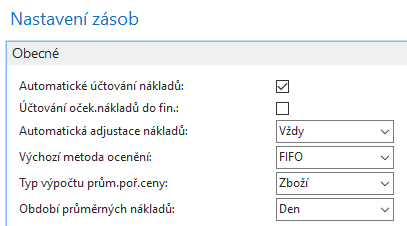 Nastavení zásob
Obecné
Automatické účtování nákladů:
Účtování oček.nákladů do fin.:
Automatická adjustace nákladů: Vždy
Výchozí metoda ocenění: FIFO
Typ výpočtu prům.poř.ceny: Zboží
Období průměrných nákladů: Den